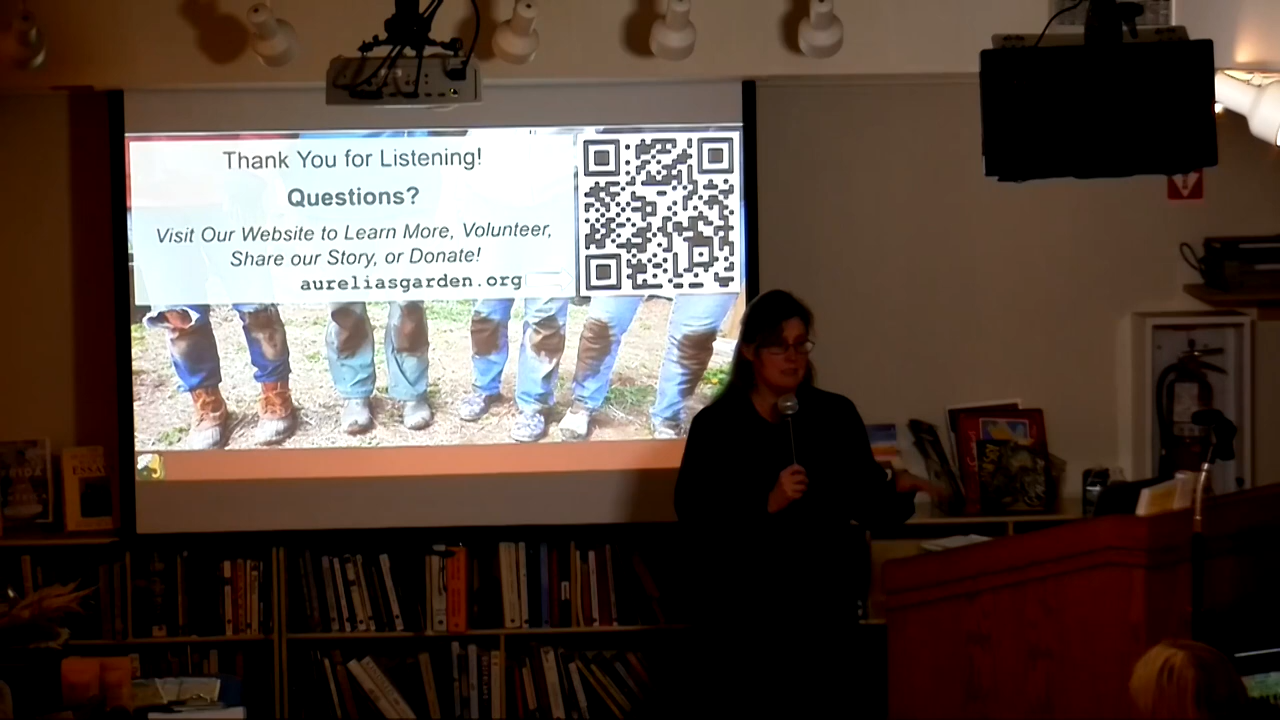 Thank You for Listening!
Questions?
Visit Our Website to Learn More, Volunteer,
Share our Story, or Donate!
aureliasgarden.org